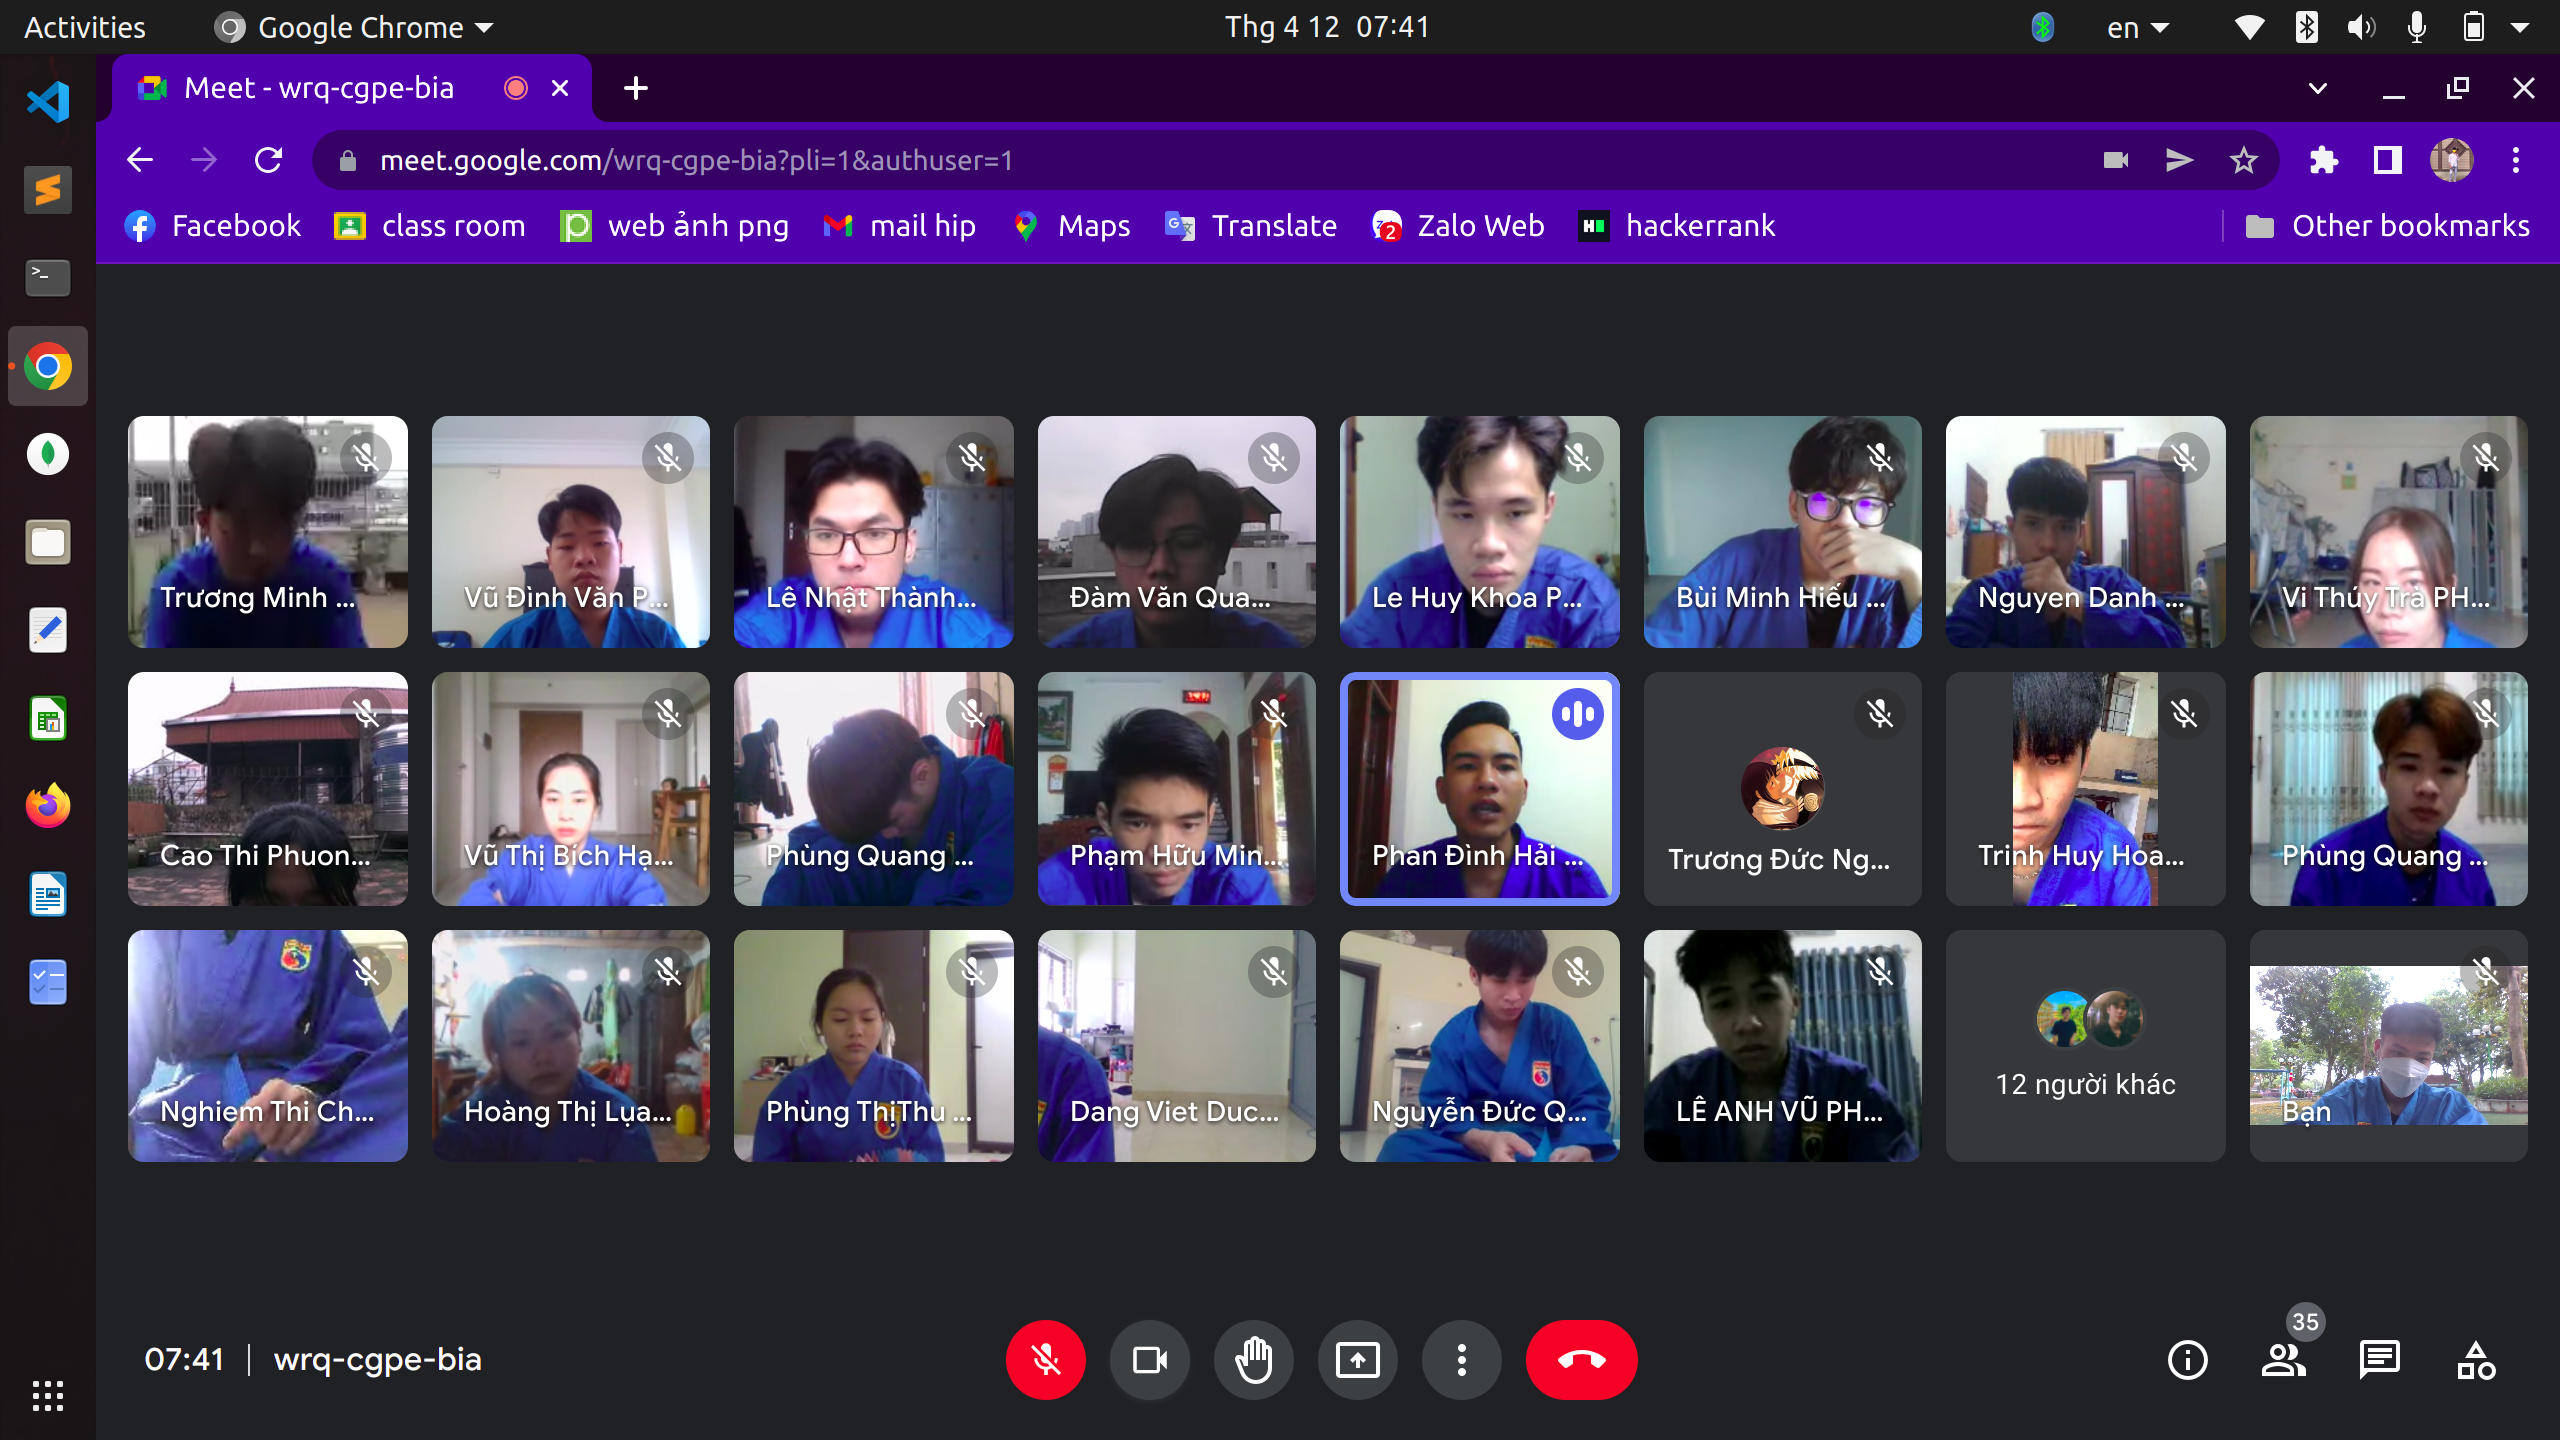 Activities
Google Chrome
Thg 4 12 07:41
en
Meet - wrq-cgpe-bia
meet.google.com/wrq-cgpe-bia?pli=1&authuser=1
Facebook
class room
web ảnh png
mail hip
Maps
Translate
2
Zalo Web
hackerrank
Other bookmarks
Trương Minh ...
Vũ Đình Văn P...
Lê Nhật Thành...
Đàm Văn Qua...
Le Huy Khoa P...
Bùi Minh Hiếu ...
Nguyen Danh ...
Vi Thúy Trà PH...
Cao Thi Phuon...
Vũ Thị Bích Hạ...
Phùng Quang ...
Phạm Hữu Min...
Phan Đình Hải ...
Trương Đức Ng...
Trinh Huy Hoa...
Phùng Quang ...
Nghiem Thi Ch...
Hoàng Thị Lụa...
Phùng ThịThu ...
Dang Viet Duc...
Nguyễn Đức Q...
LÊ ANH VŨ PH...
12 người khác
Bạn
07:41
wrq-cgpe-bia
35